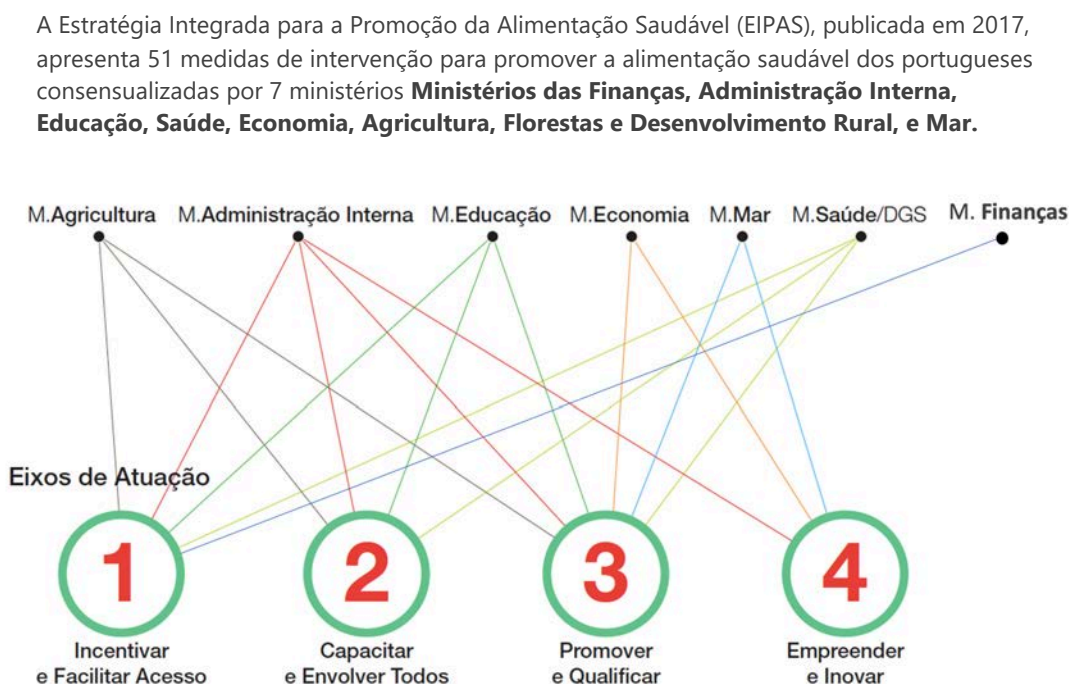 A Estratégia Integrada para a Promoção da Alimentação Saudável (EIPAS), publicada em 2017,
apresenta 51 medidas de intervenção para promover a alimentação saudável dos portugueses
consensualizadas por 7 ministérios Ministérios das Finanças, Administração Interna,
Educação, Saúde, Economia, Agricultura, Florestas e Desenvolvimento Rural, e Mar.
M.Agricultura M.Administração Interna M.Educação M.Economia M.Mar M.Saúde/DGS M. Finanças
Eixos de Atuação
1 2 3 4
Incentivar Capacitar Promover Empreender
e Facilitar Acesso e Envolver Todos e Qualificar e Inovar